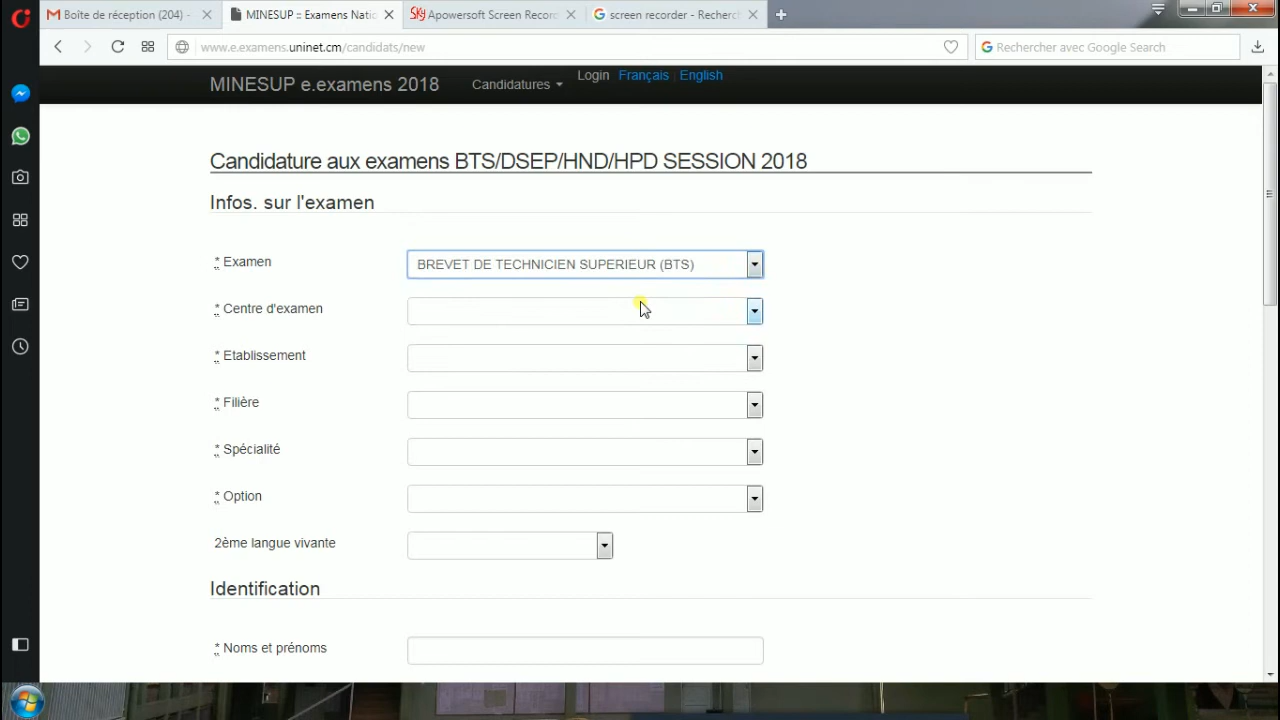 Boîte de réception (204) -
MINESUP :: Examens Natic
Sky Apowersoft Screen Recor
screen recorder - Recherch
www.e.examens.uninet.cm/candidats/new
Rechercher avec Google Search
MINESUP e.examens 2018
Candidatures
Login Français | English
Candidature aux examens BTS/DSEP/HND/HPD SESSION 2018
Infos. sur l'examen
* Examen
BREVET DE TECHNICIEN SUPERIEUR (BTS)
* Centre d'examen
* Etablissement
* Filière
* Spécialité
* Option
2ème langue vivante
Identification
* Noms et prénoms